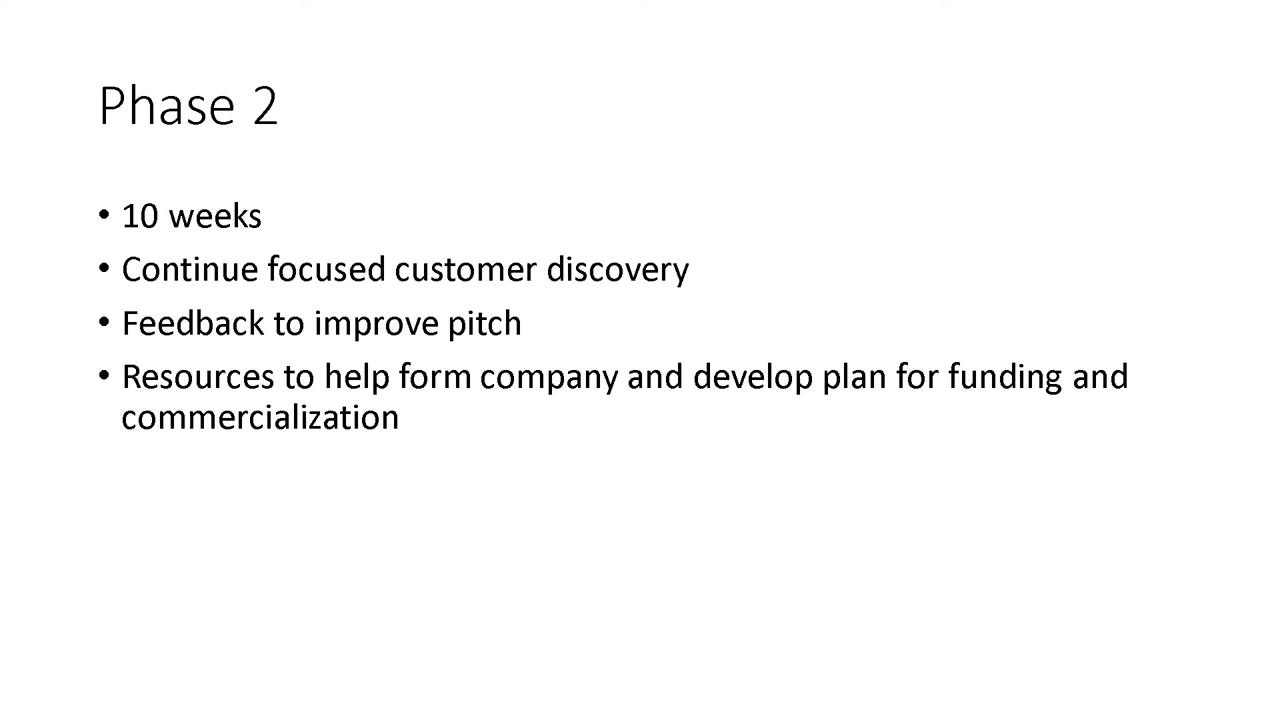 Phase 2
• 10 weeks
• Continue focused customer discovery
• Feedback to improve pitch
• Resources to help form company and develop plan for funding and
commercialization